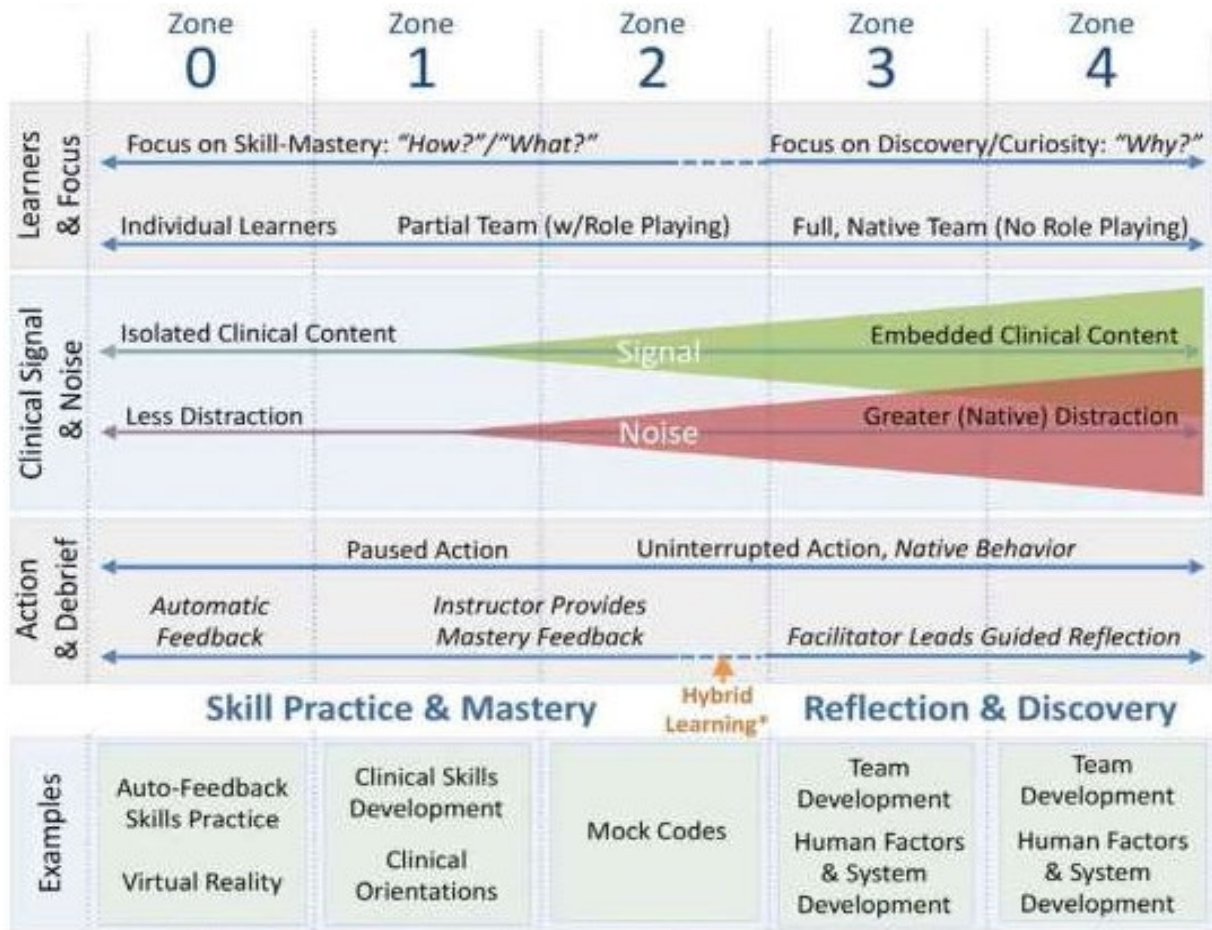 Zone Zone Zone Zone Zone
0 1 2 3 4
Learners
& Focus
Focus on Skill-Mastery: "How?"/"What?"
Focus on Discovery/Curiosity: "Why?"
Individual Learners
Partial Team (w/Role Playing)
Full, Native Team (No Role Playing)
Clinical Signal
& Noise
Isolated Clinical Content
Signal
Embedded Clinical Content
Less Distraction
Noise
Greater (Native) Distraction
Action
& Debrief
Paused Action
Uninterrupted Action, Native Behavior
Automatic
Feedback
Instructor Provides
Mastery Feedback
Facilitator Leads Guided Reflection
Skill Practice & Mastery
Hybrid
Learning*
Reflection & Discovery
Examples
Auto-Feedback
Skills Practice
Virtual Reality
Clinical Skills
Development
Clinical
Orientations
Mock Codes
Team
Development
Human Factors
& System
Development
Team
Development
Human Factors
& System
Development